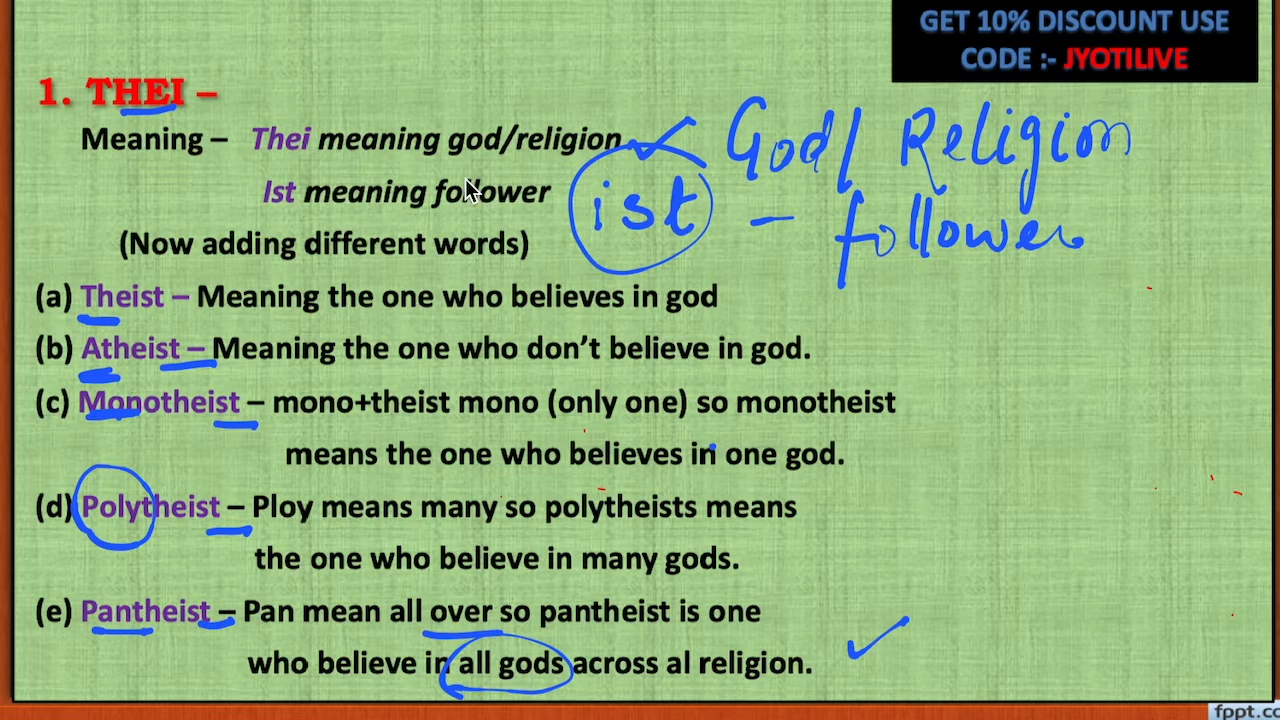 GET 10% DISCOUNT USE
CODE :- JYOTILIVE
1. THEI –
Meaning – Thei meaning god/religion
God/ Religion
Ist meaning follower
ist – follower
(Now adding different words)
(a) Theist – Meaning the one who believes in god
(b) Atheist – Meaning the one who don’t believe in god.
(c) Monotheist – mono+theist mono (only one) so monotheist
means the one who believes in one god.
(d) Polytheist – Ploy means many so polytheists means
the one who believe in many gods.
(e) Pantheist – Pan mean all over so pantheist is one
who believe in all gods across al religion.
fppt.co